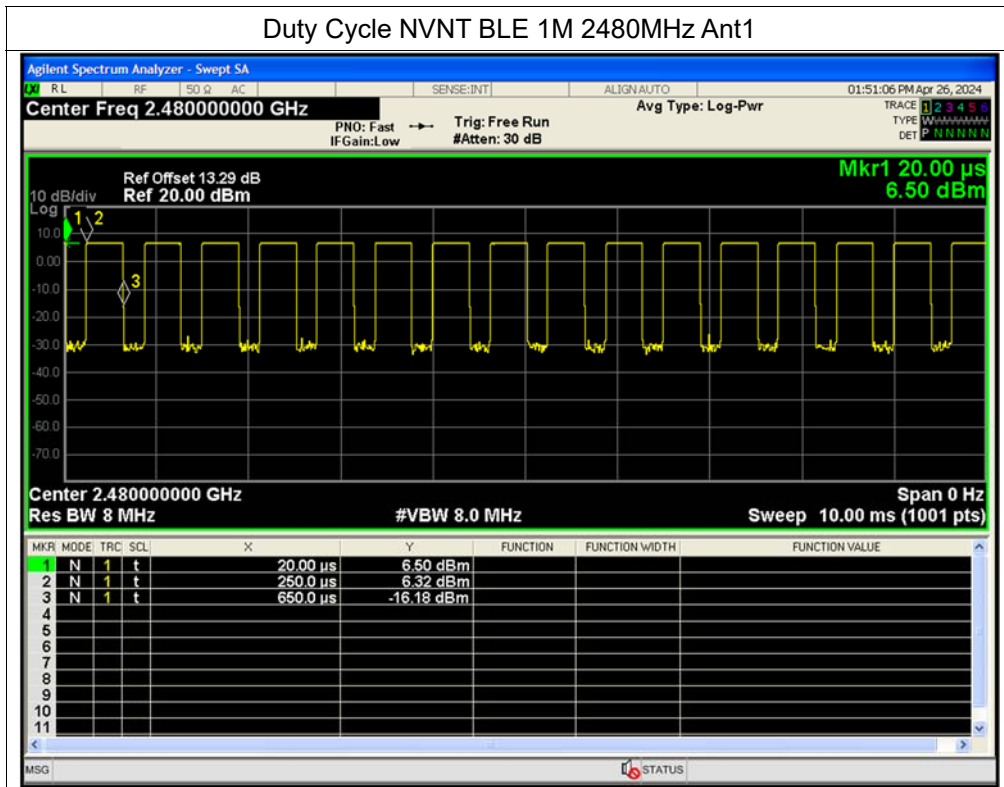 Duty Cycle NVNT BLE 1M 2480MHz Ant1
Agilent Spectrum Analyzer - Swept SA
LXI RL RF 50 Ω AC SENSE:INT ALIGN AUTO 01:51:06 PM Apr 26, 2024
Center Freq 2.480000000 GHz Avg Type: Log-Pwr TRACE 1 2 3 4 5 6
PNO: Fast Trig: Free Run TYPE WWWWWW
IFGain:Low #Atten: 30 dB DET P N N N N N
Mkr1 20.00 µs
Ref Offset 13.29 dB
6.50 dBm
10 dB/div Ref 20.00 dBm
Log
1 2
10.0
0.00
3
-10.0
-20.0
-30.0
-40.0
-50.0
-60.0
-70.0
Center 2.480000000 GHz Span 0 Hz
Res BW 8 MHz #VBW 8.0 MHz Sweep 10.00 ms (1001 pts)
MKR MODE TRC SCL X Y FUNCTION FUNCTION WIDTH FUNCTION VALUE
1 N 1 t 20.00 µs 6.50 dBm
2 N 1 t 250.0 µs 6.32 dBm
3 N 1 t 650.0 µs -16.18 dBm
4
5
6
7
8
9
10
11
MSG STATUS